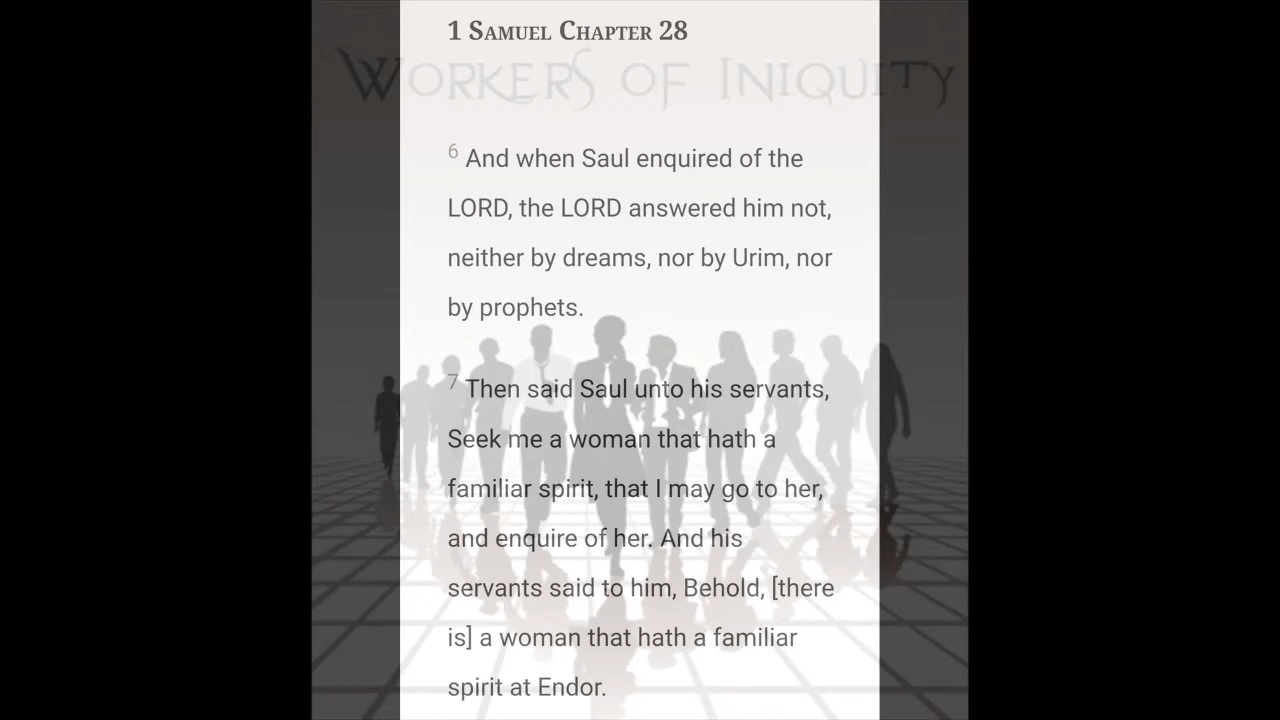 1 Samuel Chapter 28
Workers of Iniquity
6 And when Saul enquired of the
LORD, the LORD answered him not,
neither by dreams, nor by Urim, nor
by prophets.
7 Then said Saul unto his servants,
Seek me a woman that hath a
familiar spirit, that I may go to her,
and enquire of her. And his
servants said to him, Behold, [there
is] a woman that hath a familiar
spirit at Endor.